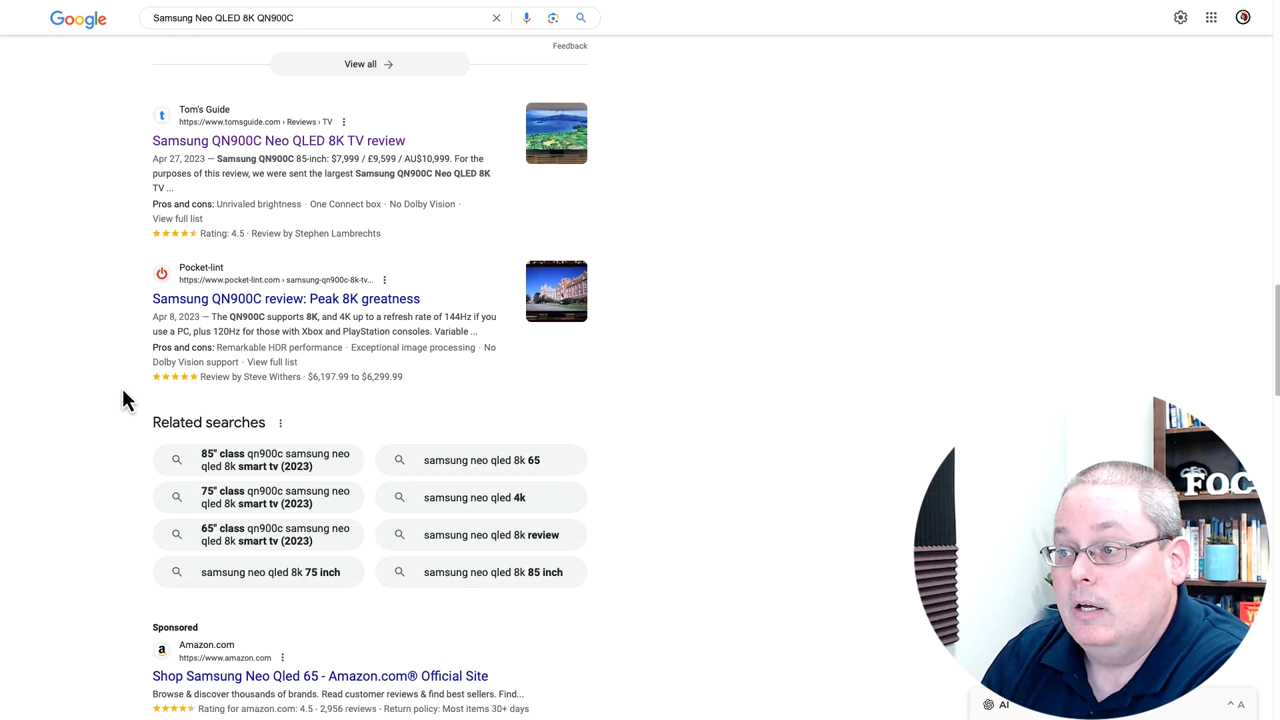 Google
Samsung Neo QLED 8K QN900C
Feedback
View all
Tom's Guide
https://www.tomsguide.com › Reviews › TV
Samsung QN900C Neo QLED 8K TV review
Apr 27, 2023 — Samsung QN900C 85-inch: $7,999 / £9,599 / AU$10,999. For the
purposes of this review, we were sent the largest Samsung QN900C Neo QLED 8K
TV ...
Pros and cons: Unrivaled brightness · One Connect box · No Dolby Vision ·
View full list
Rating: 4.5 · Review by Stephen Lambrechts
Pocket-lint
https://www.pocket-lint.com › samsung-qn900c-8k-tv...
Samsung QN900C review: Peak 8K greatness
Apr 8, 2023 — The QN900C supports 8K, and 4K up to a refresh rate of 144Hz if you
use a PC, plus 120Hz for those with Xbox and PlayStation consoles. Variable ...
Pros and cons: Remarkable HDR performance · Exceptional image processing · No
Dolby Vision support · View full list
Review by Steve Withers · $6,197.99 to $6,299.99
Related searches
85" class qn900c samsung neo
qled 8k smart tv (2023)
samsung neo qled 8k 65
75" class qn900c samsung neo
qled 8k smart tv (2023)
samsung neo qled 4k
65" class qn900c samsung neo
qled 8k smart tv (2023)
samsung neo qled 8k review
samsung neo qled 8k 75 inch
samsung neo qled 8k 85 inch
Sponsored
a
Amazon.com
https://www.amazon.com
Shop Samsung Neo Qled 65 - Amazon.com® Official Site
Browse & discover thousands of brands. Read customer reviews & find best sellers. Find...
Rating for amazon.com: 4.5 - 2,956 reviews - Return policy: Most items 30+ days
FOC
AI
A